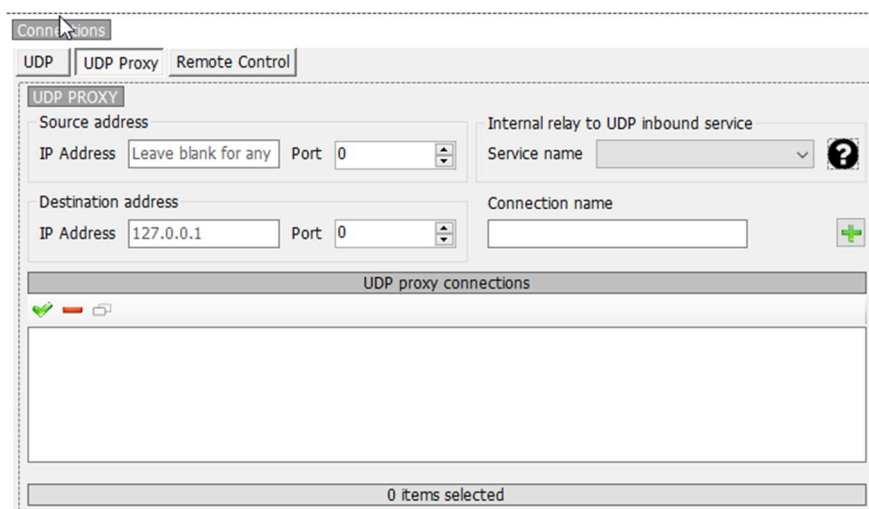 Connections
UDP UDP Proxy Remote Control
UDP PROXY
Source address
IP Address Leave blank for any Port 0
Internal relay to UDP inbound service
Service name
Destination address
IP Address 127.0.0.1 Port 0
Connection name
UDP proxy connections
0 items selected